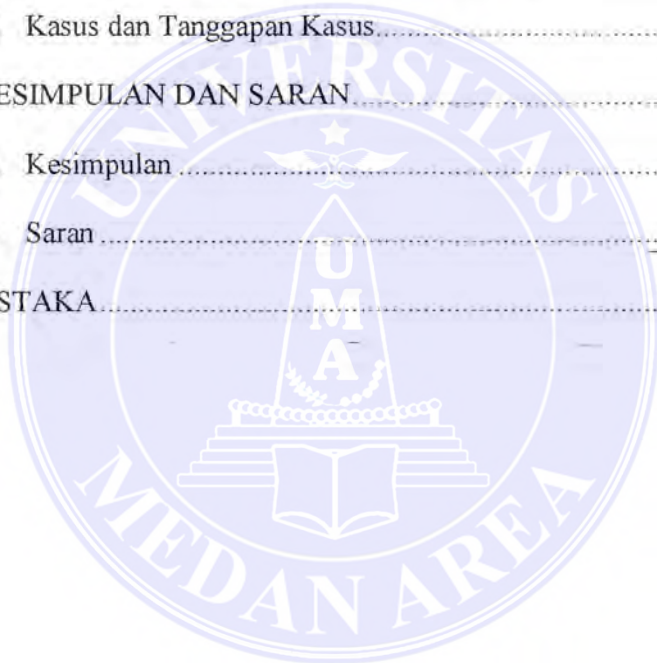 Kasus dan Tanggapan Kasus
ESIMPULAN DAN SARAN
Kesimpulan
Saran
STAKA
UNIVERSITAS
UMA
MEDAN AREA